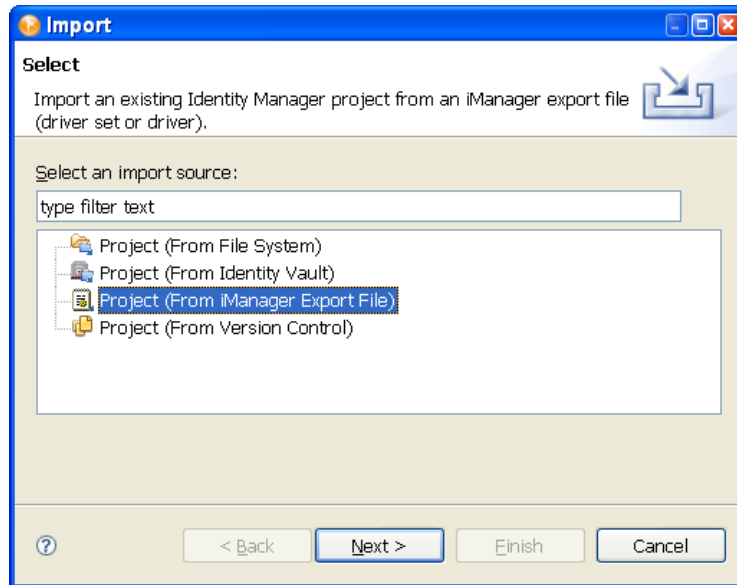 Import
Select
Import an existing Identity Manager project from an iManager export file
(driver set or driver).
Select an import source:
type filter text
Project (From File System)
Project (From Identity Vault)
Project (From iManager Export File)
Project (From Version Control)
? < Back Next > Finish Cancel